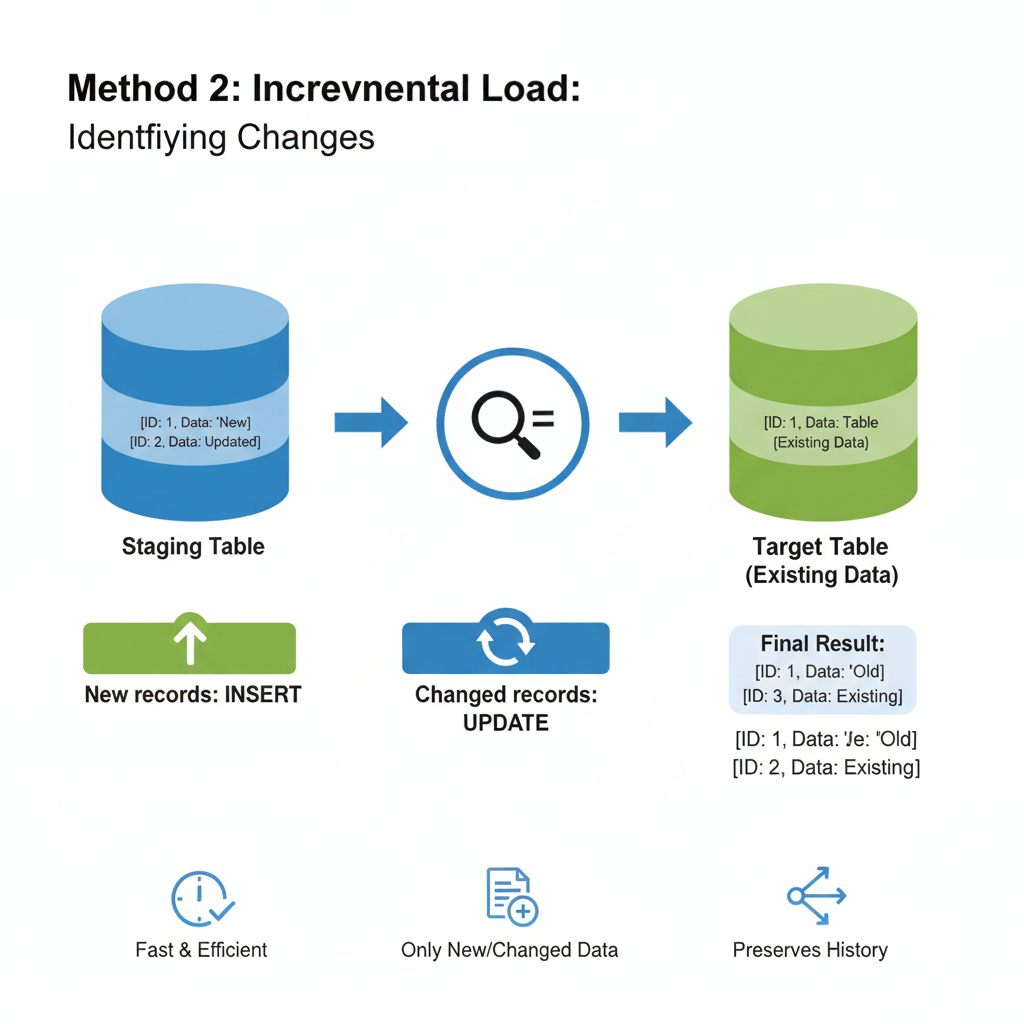 Method 2: Increvnental Load:
Identfiying Changes
[ID: 1, Data: 'New]
[ID: 2, Data: Updated]
[ID: 1, Data: Table
(Existing Data)
Staging Table
Target Table
(Existing Data)
New records: INSERT
Changed records:
UPDATE
Final Result:
[ID: 1, Data: 'Old]
[ID: 3, Data: Existing]
[ID: 1, Data: "Old]
[ID: 2, Data: Existing]
Fast & Efficient
Only New/Changed Data
Preserves History